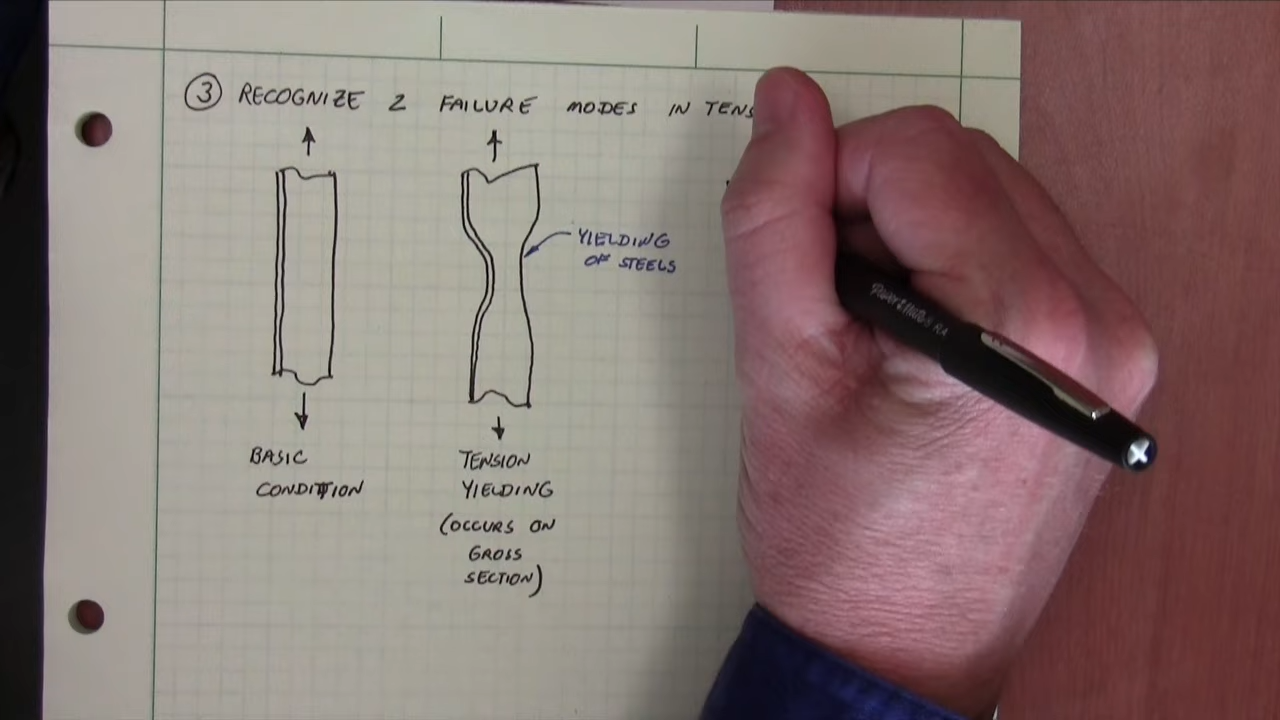 ③ RECOGNIZE 2 FAILURE MODES IN TENS
YIELDING
OF STEELS
BASIC
CONDITION
TENSION
YIELDING
(OCCURS ON
GROSS
SECTION)